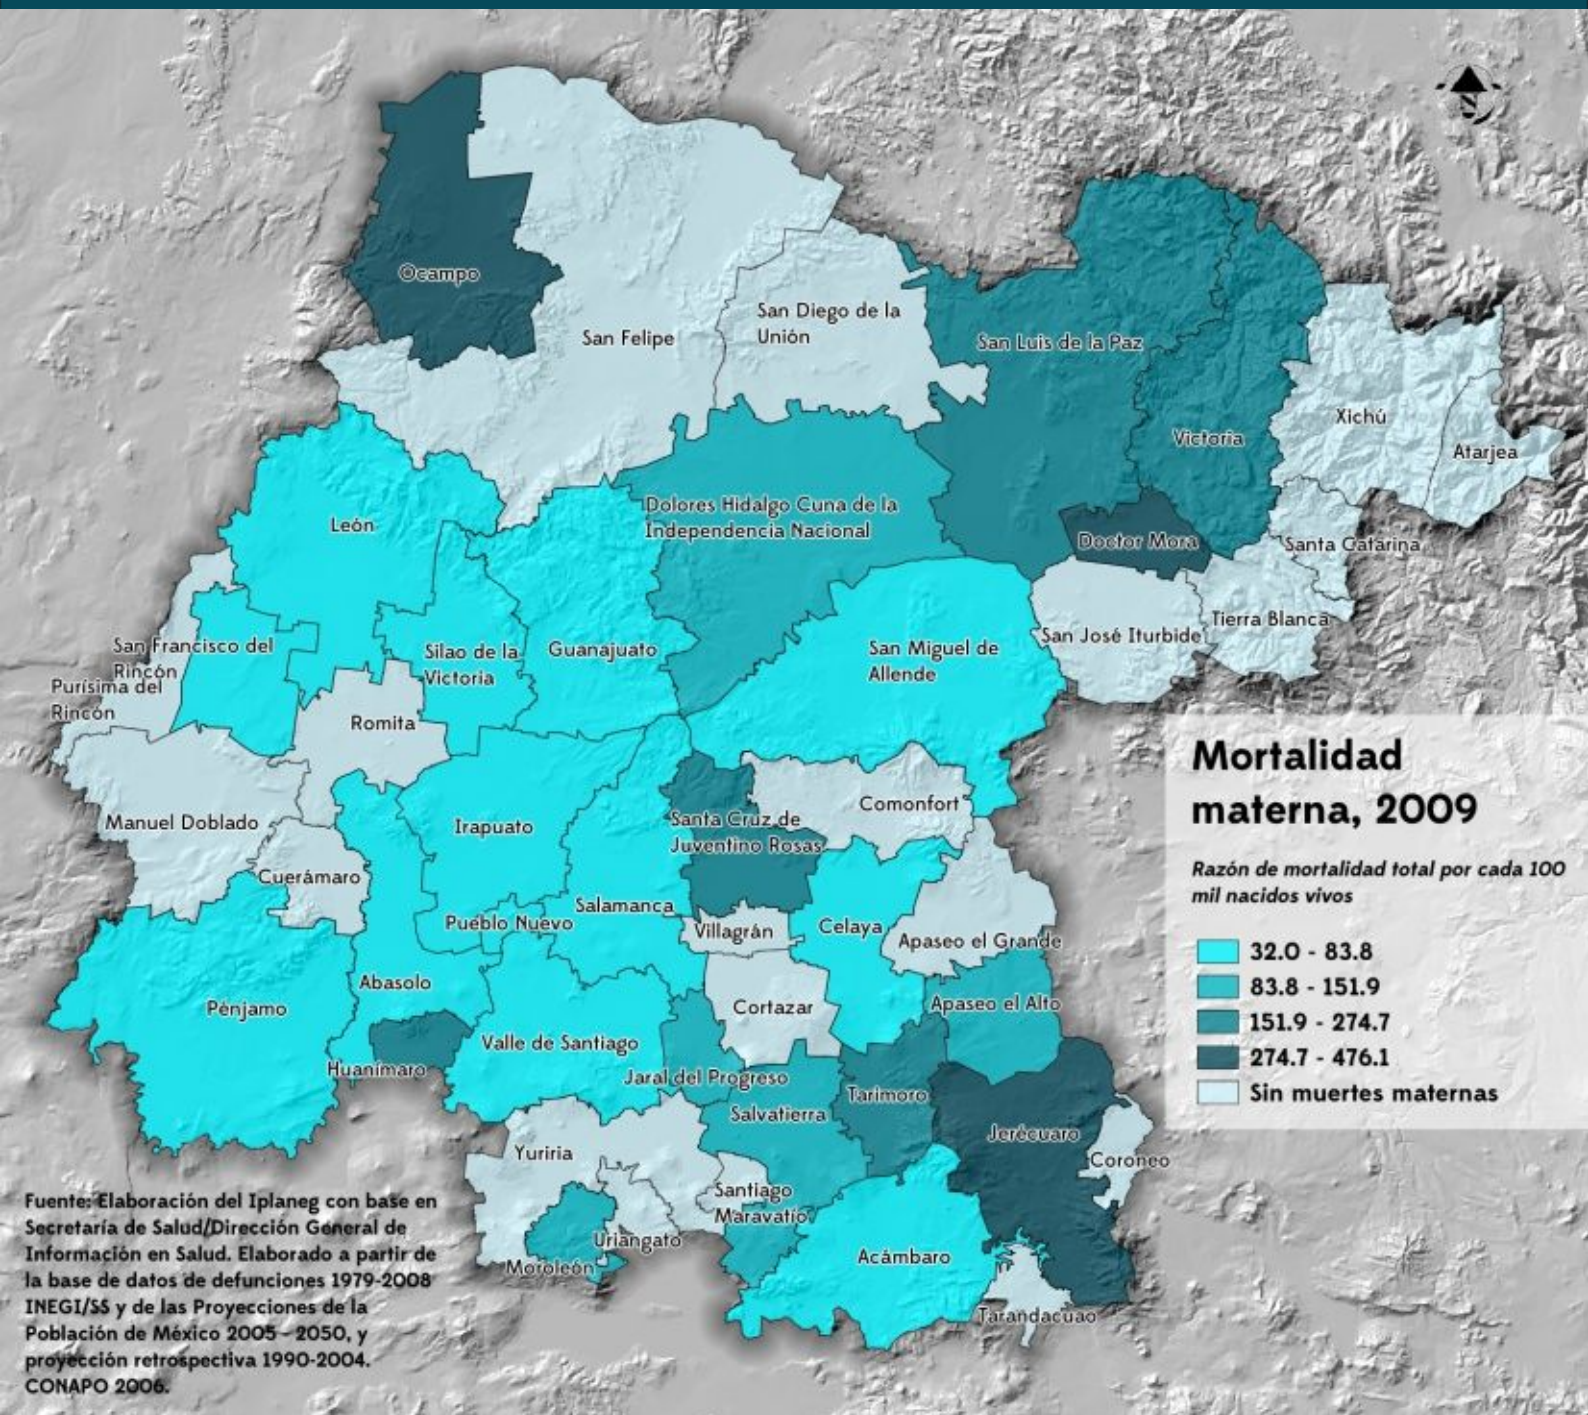 Ocampo
San Felipe
San Diego de la
Unión
San Luis de la Paz
Victoria
Xichú
Atarjea
León
Dolores Hidalgo Cuna de la
Independencia Nacional
Doctor Mora
Santa Catarina
San Francisco del
Rincón
Purísima del
Rincón
Silao de la
Victoria
Guanajuato
San Miguel de
Allende
San José Iturbide
Tierra Blanca
Romita
Manuel Doblado
Irapuato
Santa Cruz de
Juventino Rosas
Comonfort
Cuerámaro
Pueblo Nuevo
Salamanca
Villagrán
Celaya
Apaseo el Grande
Pénjamo
Abasolo
Cortazar
Apaseo el Alto
Huanímaro
Valle de Santiago
Jaral del Progreso
Salvatierra
Tarimoro
Jerécuaro
Coroneo
Yuriria
Santiago
Maravatío
Uriangato
Moroleón
Acámbaro
Tarandacuao
N
Mortalidad
materna, 2009
Razón de mortalidad total por cada 100
mil nacidos vivos
32.0 - 83.8
83.8 - 151.9
151.9 - 274.7
274.7 - 476.1
Sin muertes maternas
Fuente: Elaboración del Iplaneg con base en
Secretaría de Salud/Dirección General de
Información en Salud. Elaborado a partir de
la base de datos de defunciones 1979-2008
INEGI/SS y de las Proyecciones de la
Población de México 2005 - 2050, y
proyección retrospectiva 1990-2004.
CONAPO 2006.